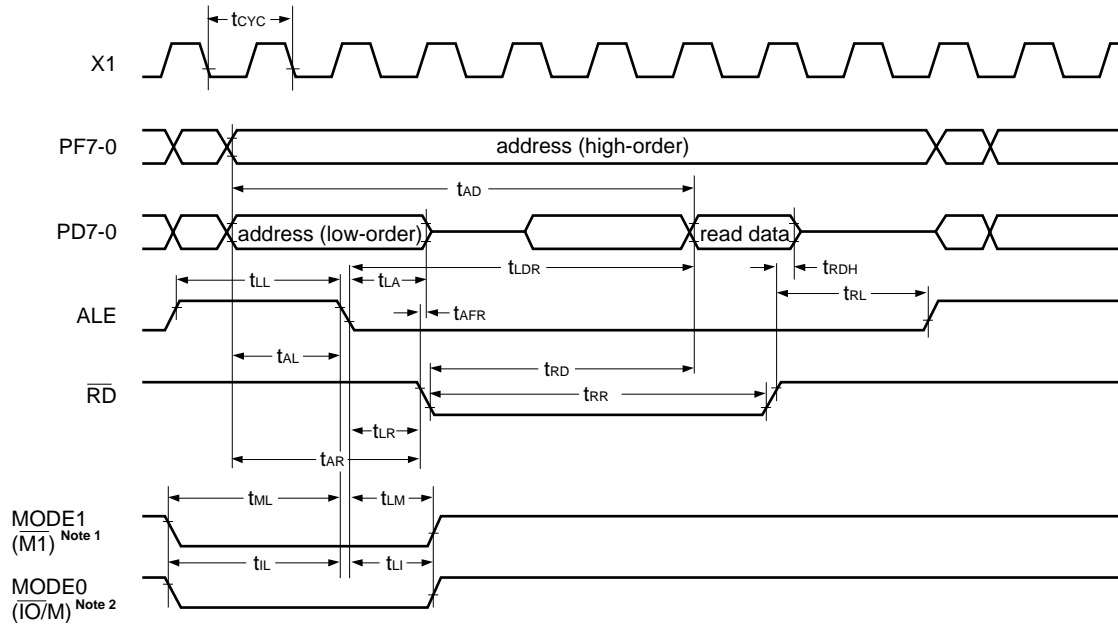 tCYC
X1
PF7-0
address (high-order)
tAD
PD7-0
address (low-order)
read data
tLL
tLA
tLDR
tRDH
tRL
ALE
tAFR
tAL
tRD
RD
tRR
tLR
tAR
tML
tLM
MODE1
(M1) Note 1
tIL
tLI
MODE0
(IO/M) Note 2